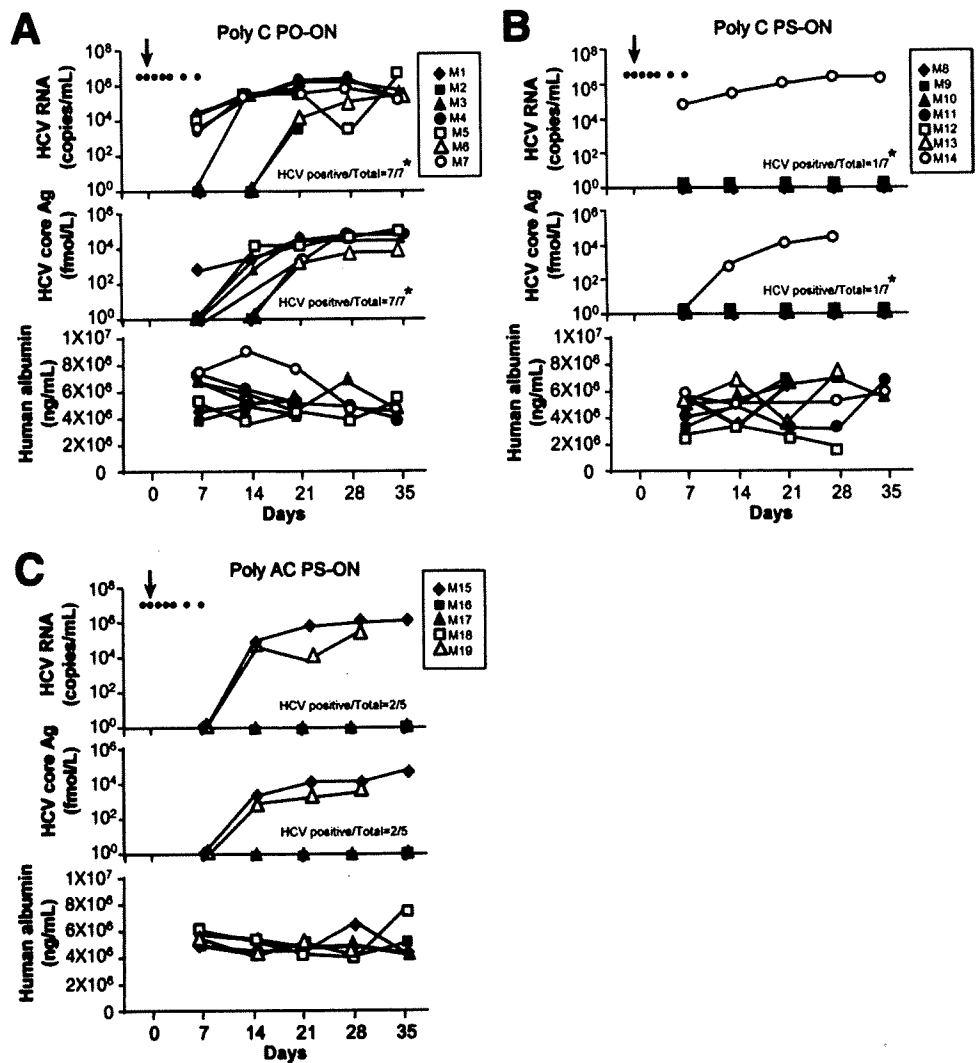 A
Poly C PO-ON
HCV RNA
(copies/mL)
10⁸
10⁶
10⁴
10²
10⁰
HCV positive/Total=7/7*
M1
M2
M3
M4
M5
M6
M7
HCV core Ag
(fmol/L)
10⁶
10⁴
10²
10⁰
HCV positive/Total=7/7*
Human albumin
(ng/mL)
1X10⁷
8X10⁶
6X10⁶
4X10⁶
2X10⁶
0
0 7 14 21 28 35
Days
B
Poly C PS-ON
HCV RNA
(copies/mL)
10⁸
10⁶
10⁴
10²
10⁰
HCV positive/Total=1/7*
M8
M9
M10
M11
M12
M13
M14
HCV core Ag
(fmol/L)
10⁶
10⁴
10²
10⁰
HCV positive/Total=1/7*
Human albumin
(ng/mL)
1X10⁷
8X10⁶
6X10⁶
4X10⁶
2X10⁶
0
0 7 14 21 28 35
Days
C
Poly AC PS-ON
HCV RNA
(copies/mL)
10⁸
10⁶
10⁴
10²
10⁰
HCV positive/Total=2/5
M15
M16
M17
M18
M19
HCV core Ag
(fmol/L)
10⁶
10⁴
10²
10⁰
HCV positive/Total=2/5
Human albumin
(ng/mL)
1X10⁷
8X10⁶
6X10⁶
4X10⁶
2X10⁶
0
0 7 14 21 28 35
Days